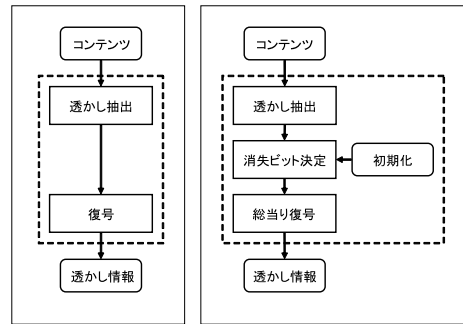 コンテンツ
透かし抽出
復号
透かし情報
コンテンツ
透かし抽出
消失ビット決定
初期化
総当り復号
透かし情報